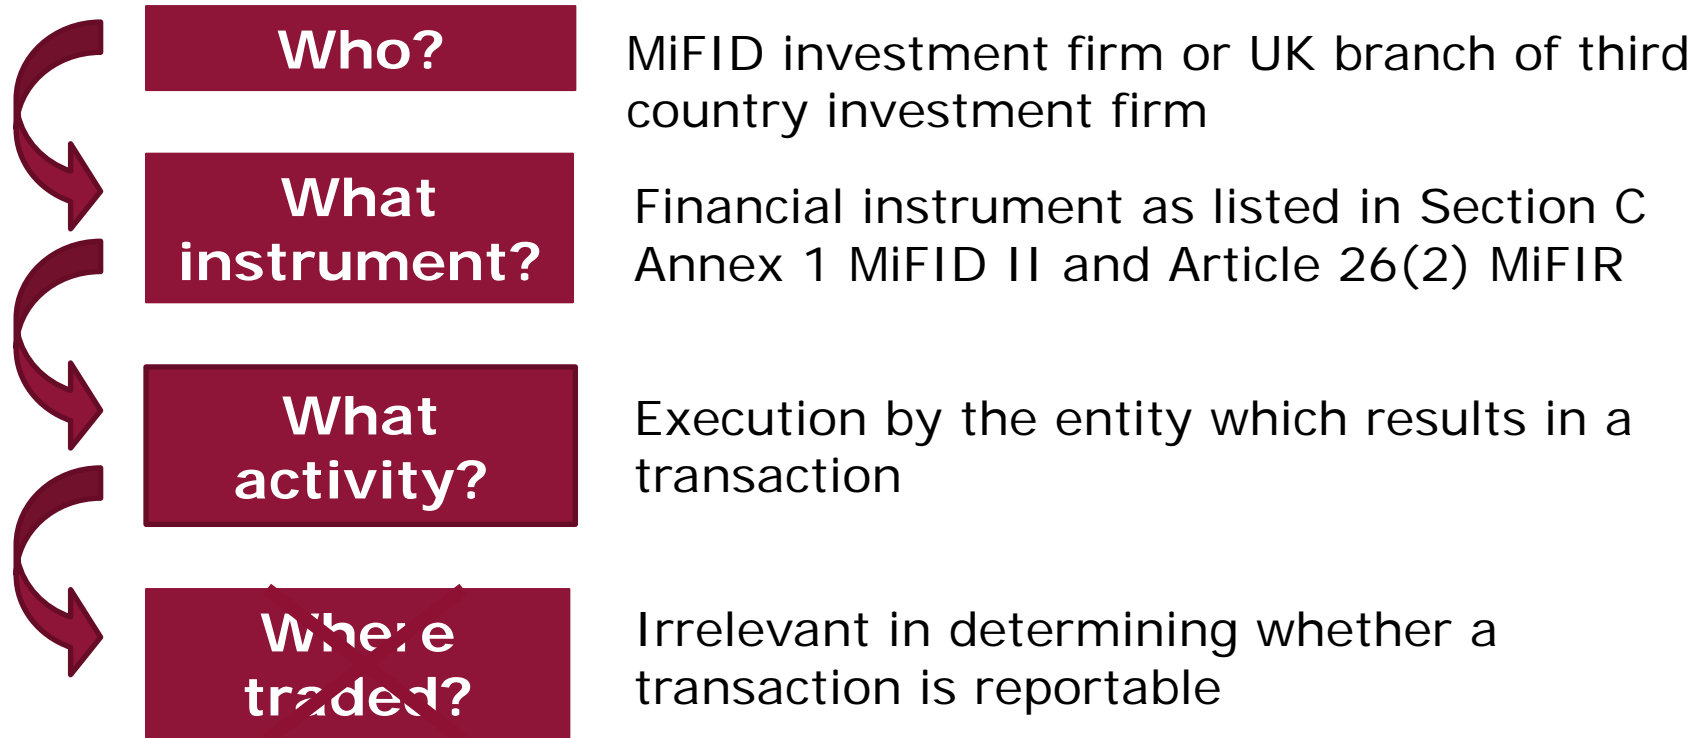 Who?
MiFID investment firm or UK branch of third
country investment firm
What
instrument?
Financial instrument as listed in Section C
Annex 1 MiFID II and Article 26(2) MiFIR
What
activity?
Execution by the entity which results in a
transaction
Where
traded?
Irrelevant in determining whether a
transaction is reportable